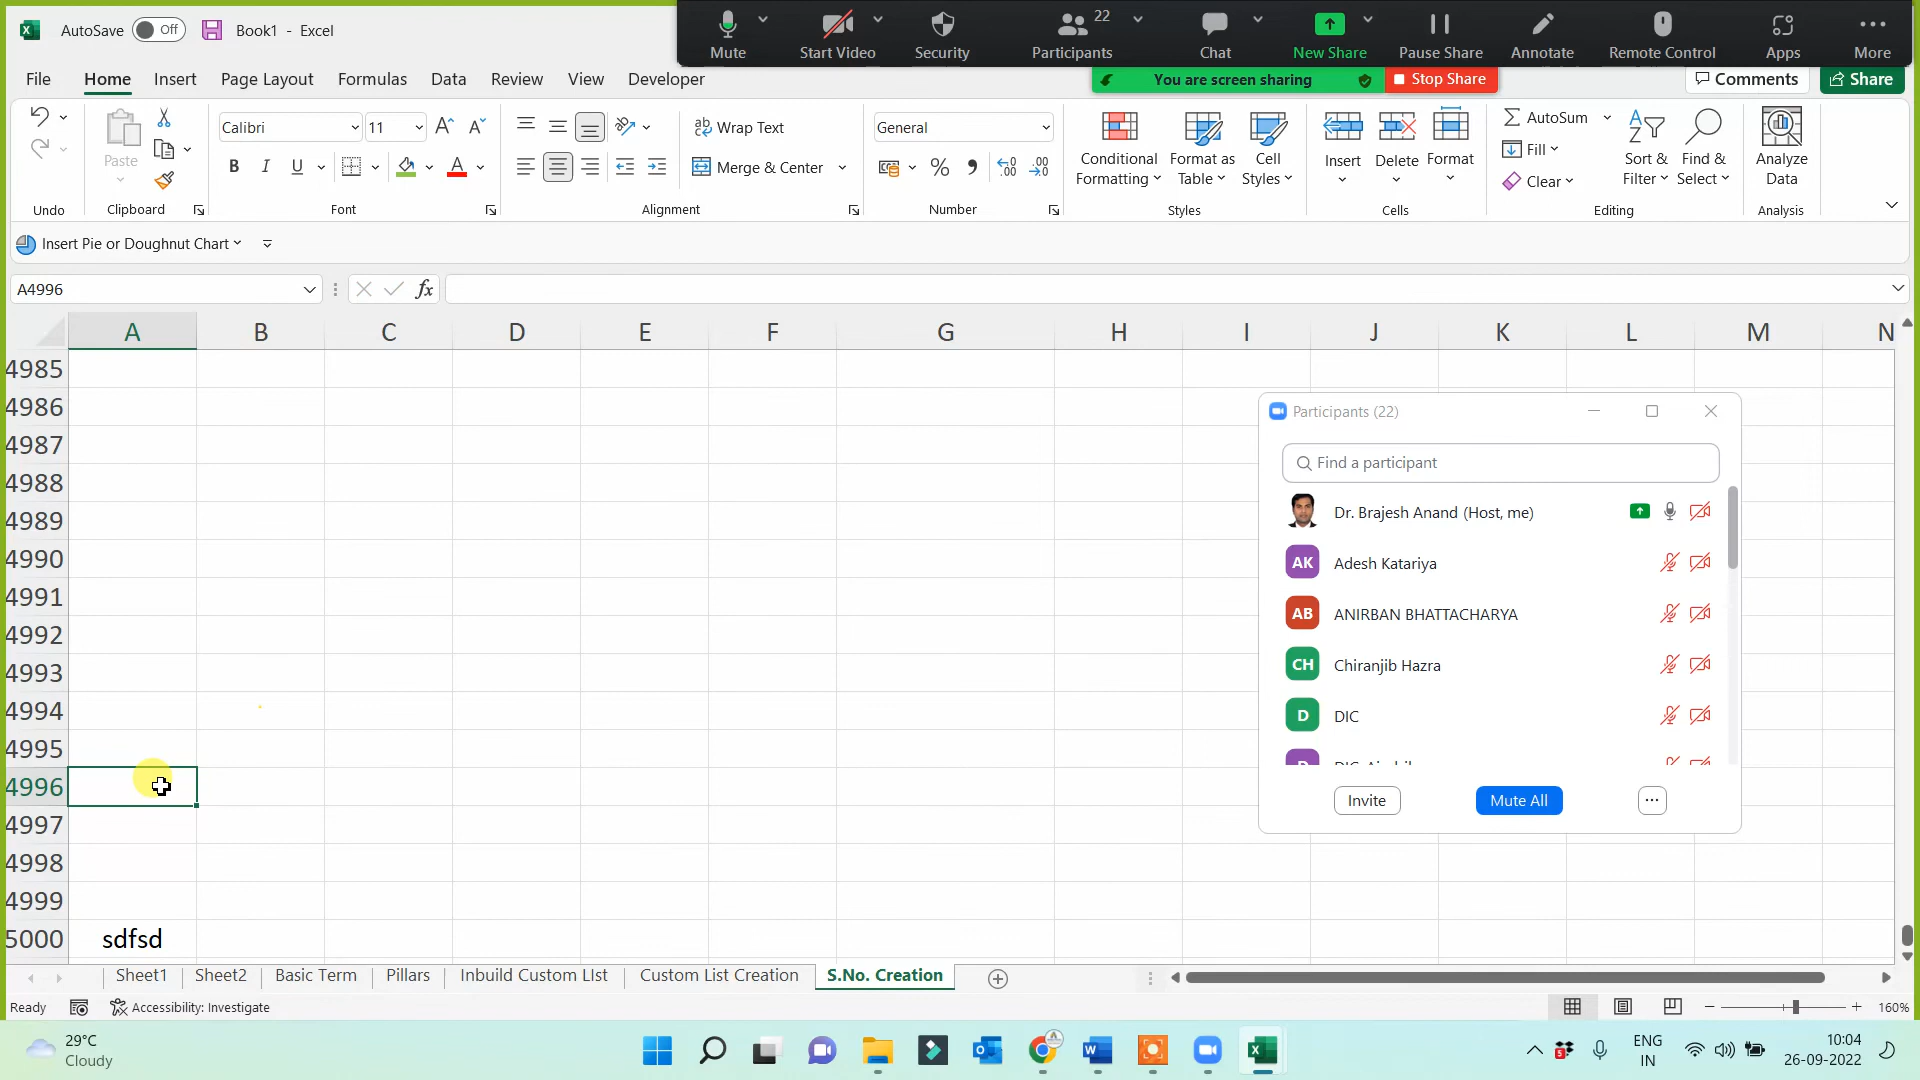 AutoSave Off Book1 - Excel
Mute Start Video Security Participants 22 Chat New Share Pause Share Annotate Remote Control Apps More
File Home Insert Page Layout Formulas Data Review View Developer
You are screen sharing Stop Share
Comments Share
Paste
Calibri 11
B I U
Wrap Text
Merge & Center
General
Conditional Formatting
Format as Table
Cell Styles
Insert Delete Format
AutoSum
Fill
Clear
Sort & Filter
Find & Select
Analyze Data
Undo Clipboard Font Alignment Number Styles Cells Editing Analysis
Insert Pie or Doughnut Chart
A4996 fx
A B C D E F G H I J K L M N
4985
4986
4987
4988
4989
4990
4991
4992
4993
4994
4995
4996
4997
4998
4999
5000 sdfsd
Participants (22)
Find a participant
Dr. Brajesh Anand (Host, me)
AK Adesh Katariya
AB ANIRBAN BHATTACHARYA
CH Chiranjib Hazra
D DIC
Invite Mute All ...
Sheet1 Sheet2 Basic Term Pillars Inbuild Custom LIst Custom List Creation S.No. Creation
Ready Accessibility: Investigate 160%
29°C
Cloudy
ENG
IN
10:04
26-09-2022